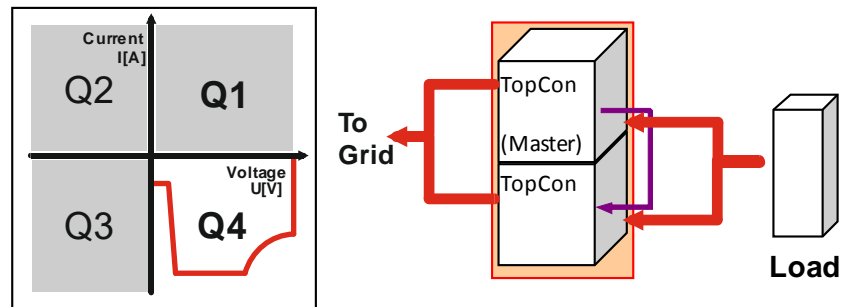 Current
I[A]
Q2
Q1
Voltage
U[V]
Q3
Q4
To
Grid
TopCon
(Master)
TopCon
Load